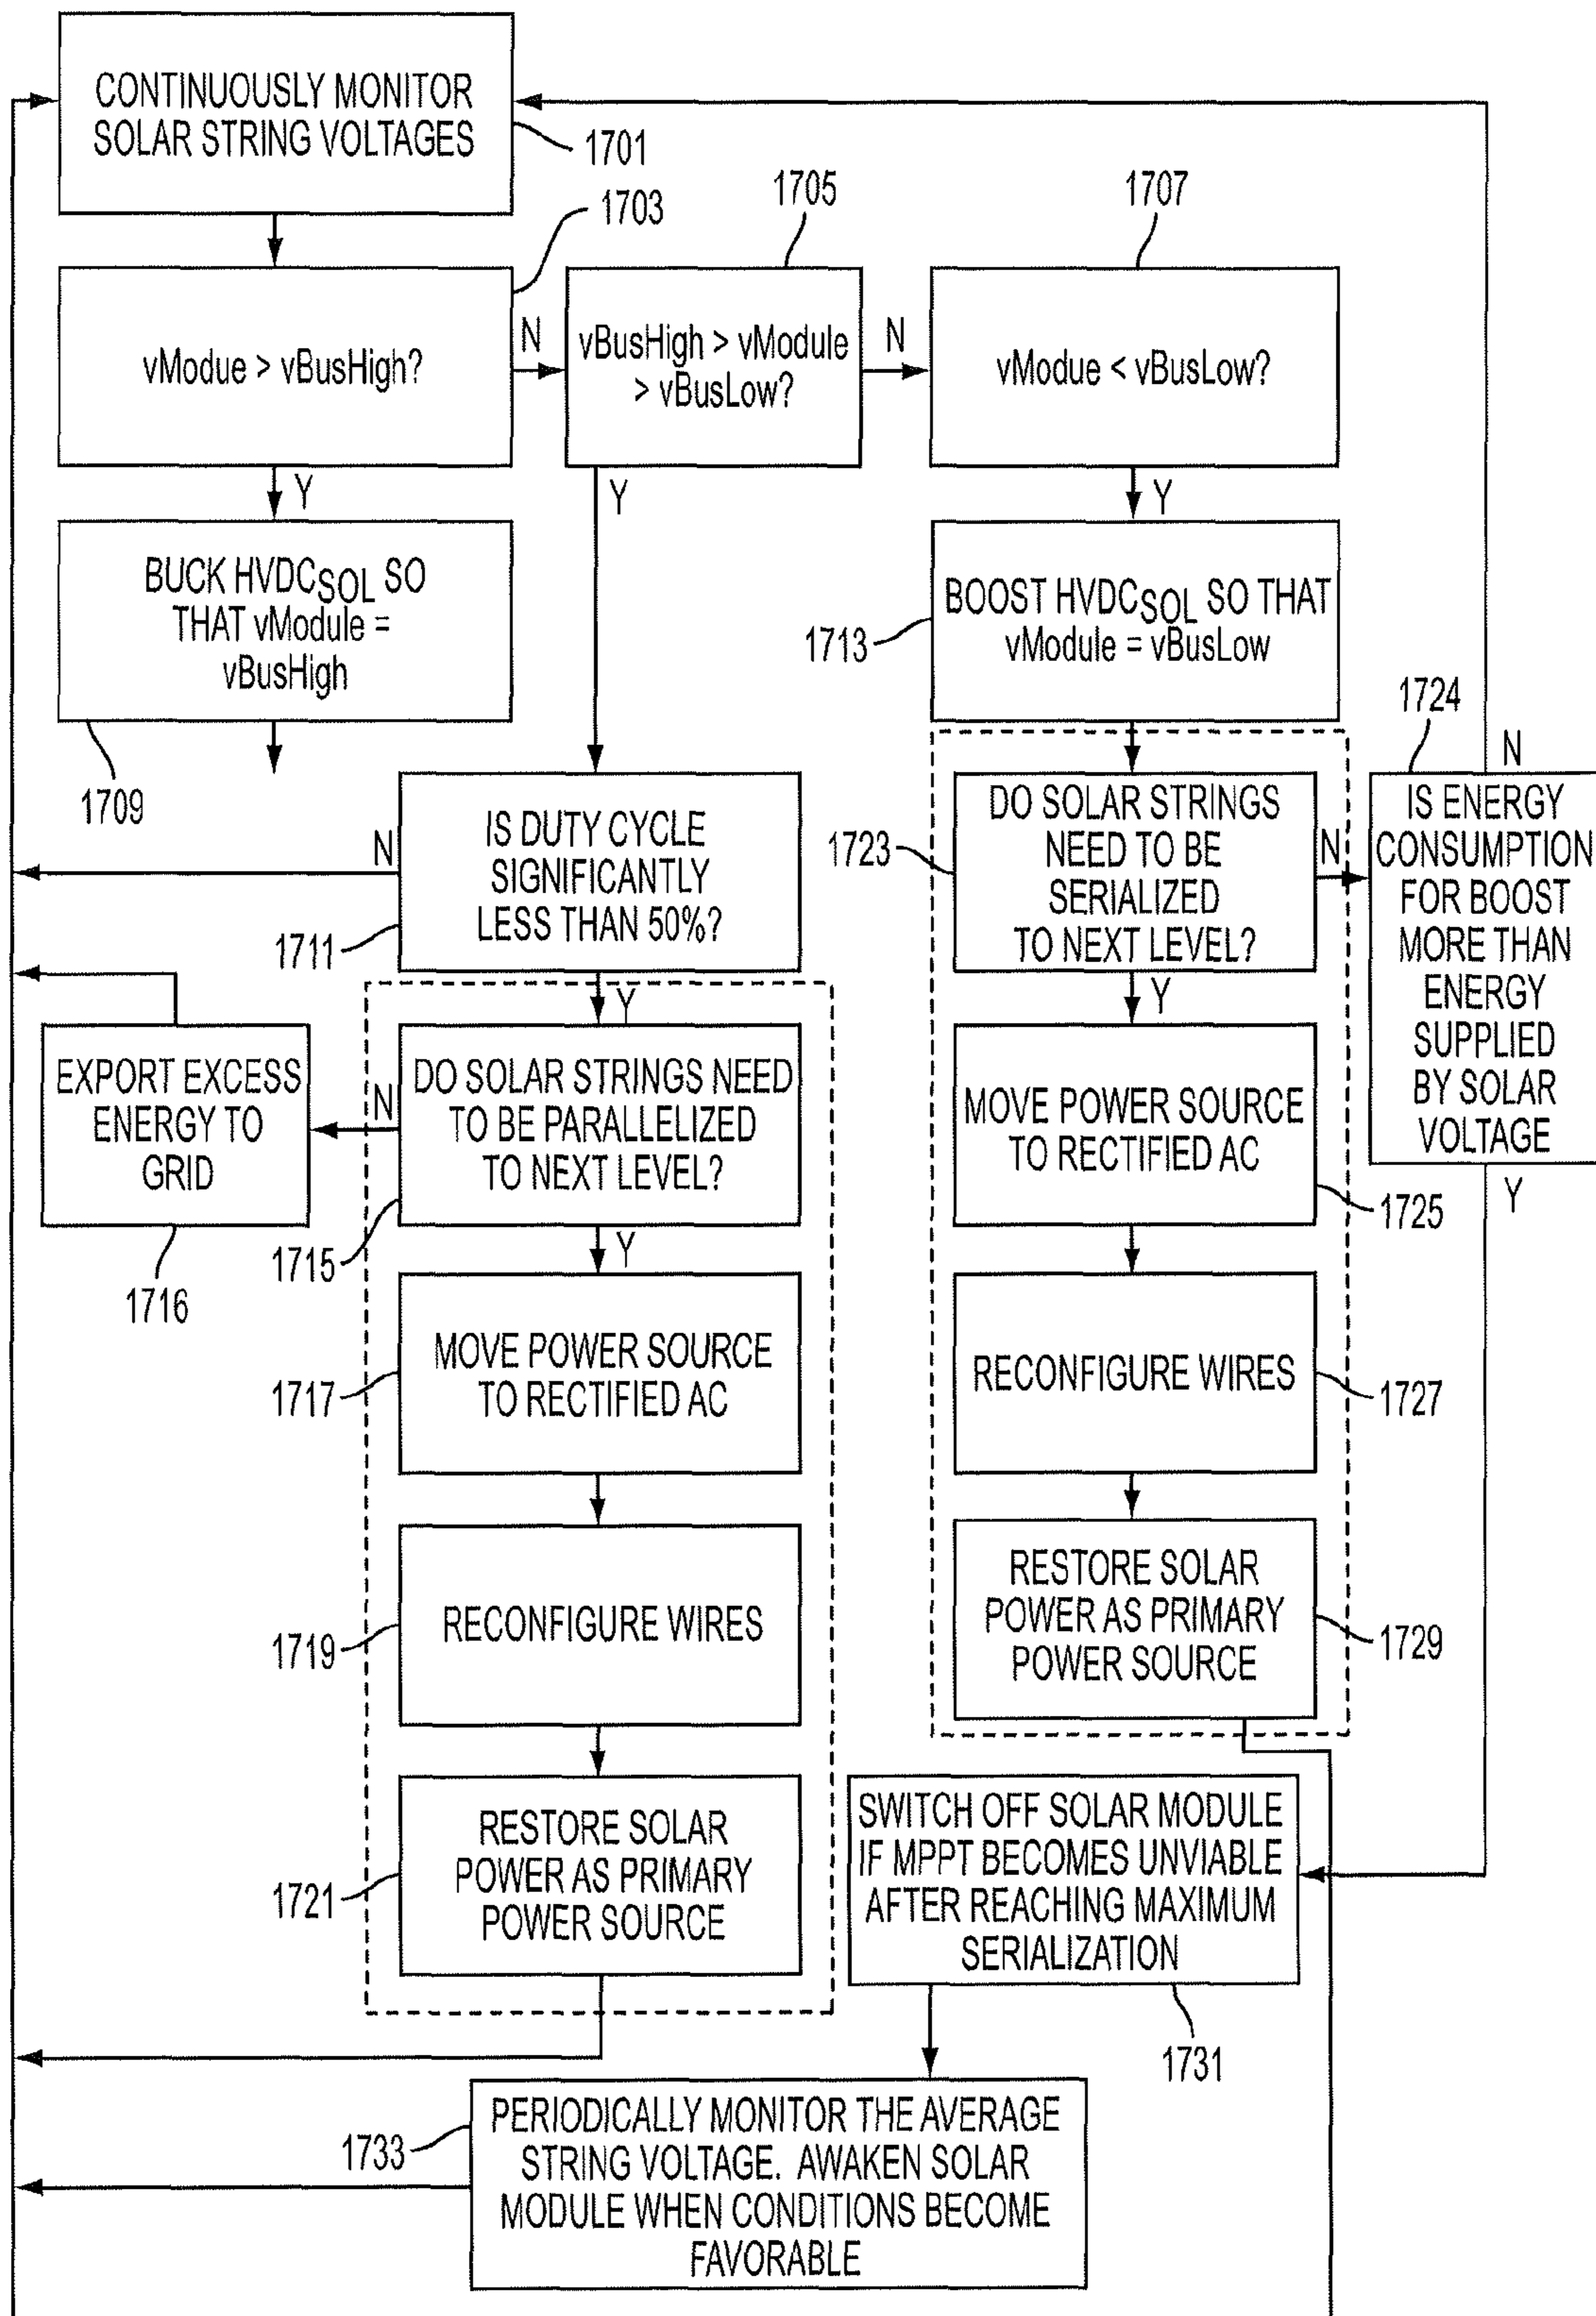 CONTINUOUSLY MONITOR
SOLAR STRING VOLTAGES
1701
1703
1705
1707
vModue > vBusHigh?
N
vBusHigh > vModule
> vBusLow?
N
vModue < vBusLow?
Y
Y
Y
BUCK HVDCSOL SO
THAT vModule =
vBusHigh
1709
BOOST HVDCSOL SO THAT
vModule = vBusLow
1713
1724
N
IS DUTY CYCLE
SIGNIFICANTLY
LESS THAN 50%?
N
1711
Y
DO SOLAR STRINGS
NEED TO BE
SERIALIZED
TO NEXT LEVEL?
1723
N
Y
IS ENERGY
CONSUMPTION
FOR BOOST
MORE THAN
ENERGY
SUPPLIED
BY SOLAR
VOLTAGE
Y
EXPORT EXCESS
ENERGY TO
GRID
1716
N
DO SOLAR STRINGS NEED
TO BE PARALLELIZED
TO NEXT LEVEL?
1715
Y
MOVE POWER SOURCE
TO RECTIFIED AC
1725
MOVE POWER SOURCE
TO RECTIFIED AC
1717
RECONFIGURE WIRES
1727
RECONFIGURE WIRES
1719
RESTORE SOLAR
POWER AS PRIMARY
POWER SOURCE
1729
RESTORE SOLAR
POWER AS PRIMARY
POWER SOURCE
1721
SWITCH OFF SOLAR MODULE
IF MPPT BECOMES UNVIABLE
AFTER REACHING MAXIMUM
SERIALIZATION
1731
PERIODICALLY MONITOR THE AVERAGE
STRING VOLTAGE. AWAKEN SOLAR
MODULE WHEN CONDITIONS BECOME
FAVORABLE
1733